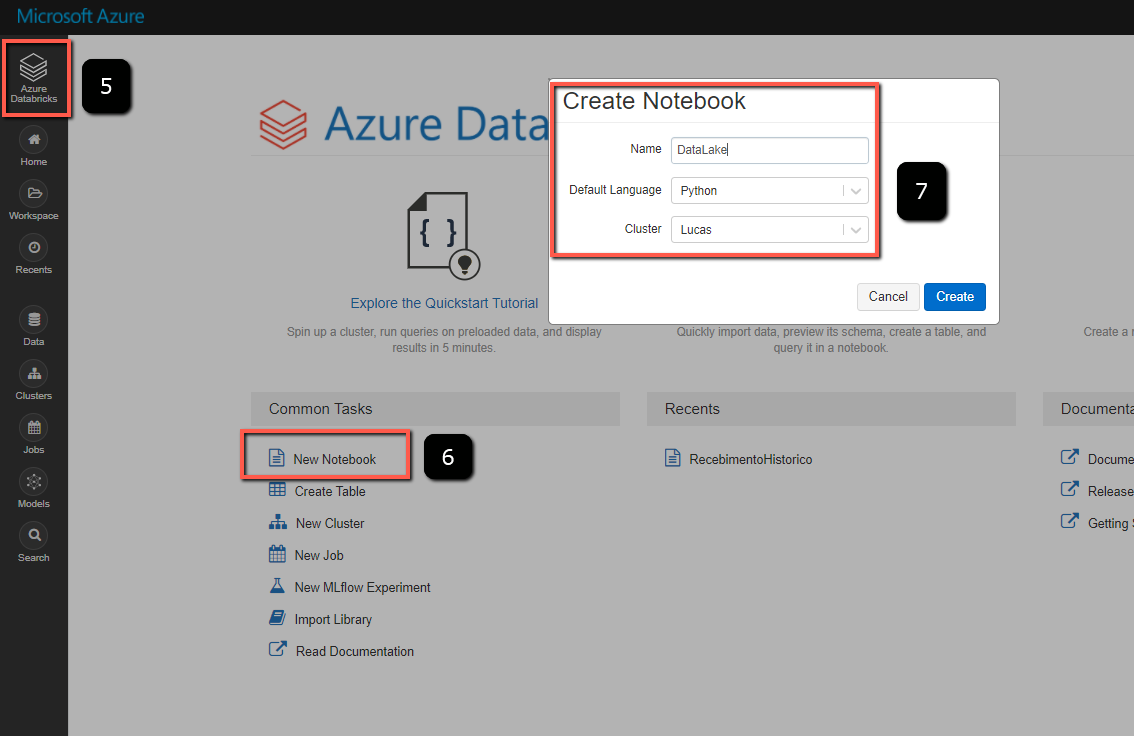 Microsoft Azure
Azure
Databricks
5
Home
Workspace
Recents
Data
Clusters
Jobs
Models
Search
Azure Data
Create Notebook
Name DataLake
Default Language Python
Cluster Lucas
Cancel Create
7
{ }
Explore the Quickstart Tutorial
Spin up a cluster, run queries on preloaded data, and display
results in 5 minutes.
Quickly import data, preview its schema, create a table, and
query it in a notebook.
Create a
Common Tasks
New Notebook
6
Create Table
New Cluster
New Job
New MLflow Experiment
Import Library
Read Documentation
Recents
RecebimentoHistorico
Documenta
Docume
Release
Getting